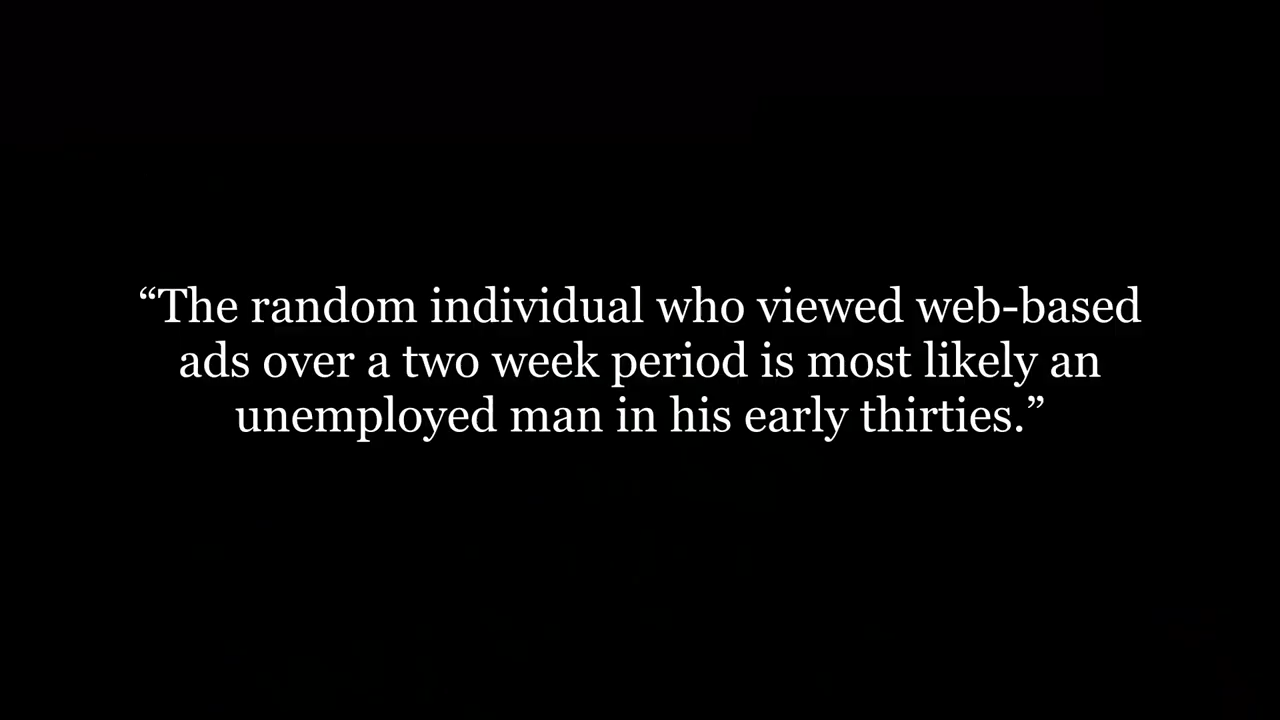 “The random individual who viewed web-based
ads over a two week period is most likely an
unemployed man in his early thirties.”